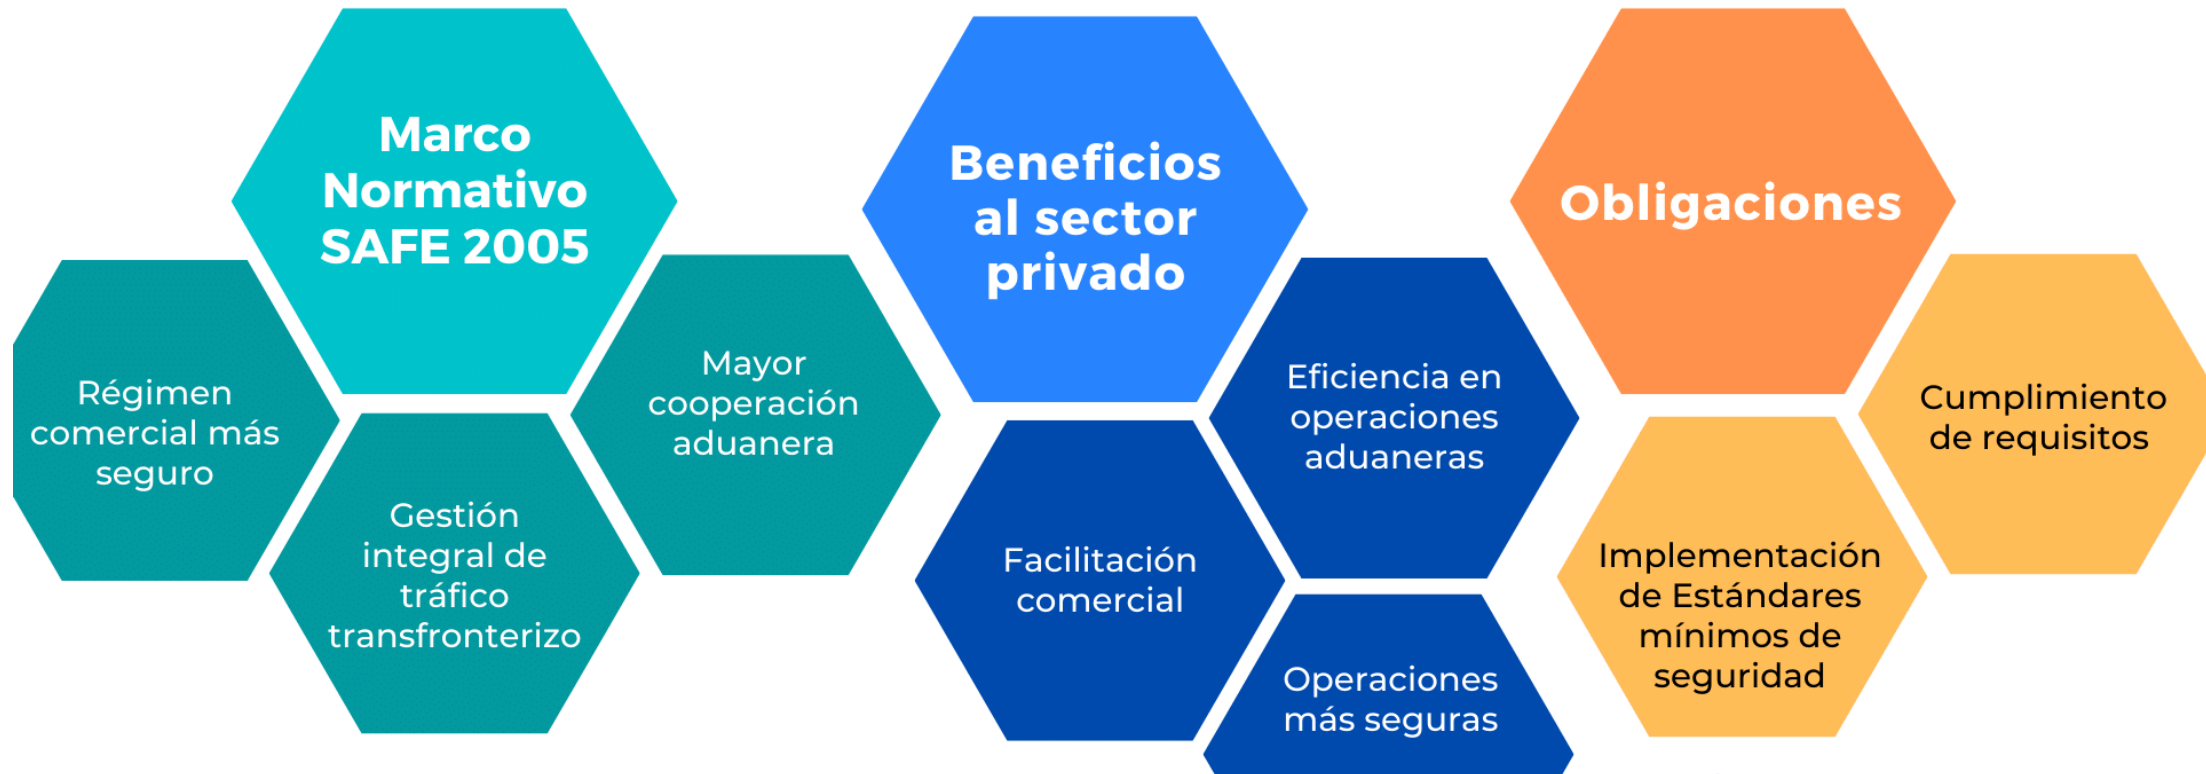 Marco
Normativo
SAFE 2005
Régimen
comercial más
seguro
Gestión
integral de
tráfico
transfronterizo
Mayor
cooperación
aduanera
Beneficios
al sector
privado
Facilitación
comercial
Eficiencia en
operaciones
aduaneras
Operaciones
más seguras
Obligaciones
Implementación
de Estándares
mínimos de
seguridad
Cumplimiento
de requisitos